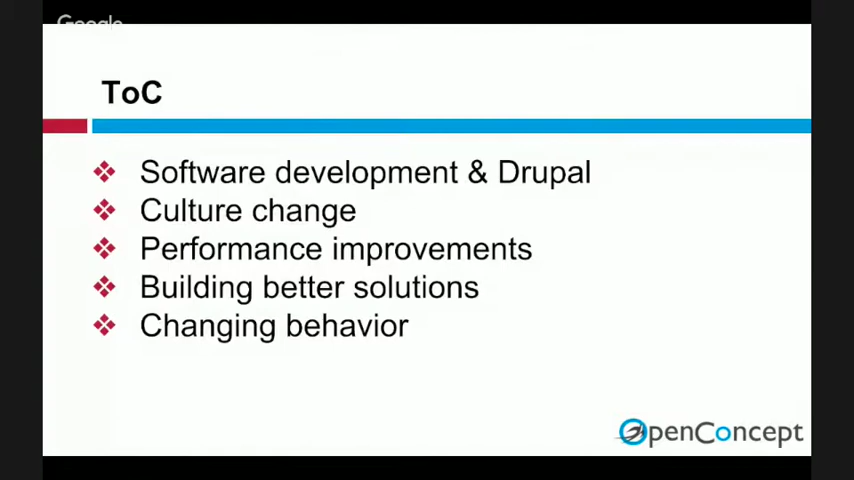 Google
ToC
Software development & Drupal
Culture change
Performance improvements
Building better solutions
Changing behavior
OpenConcept